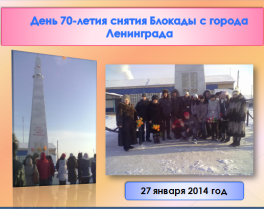 День 70-летия снятия Блокады с города
Ленинграда
27 января 2014 год